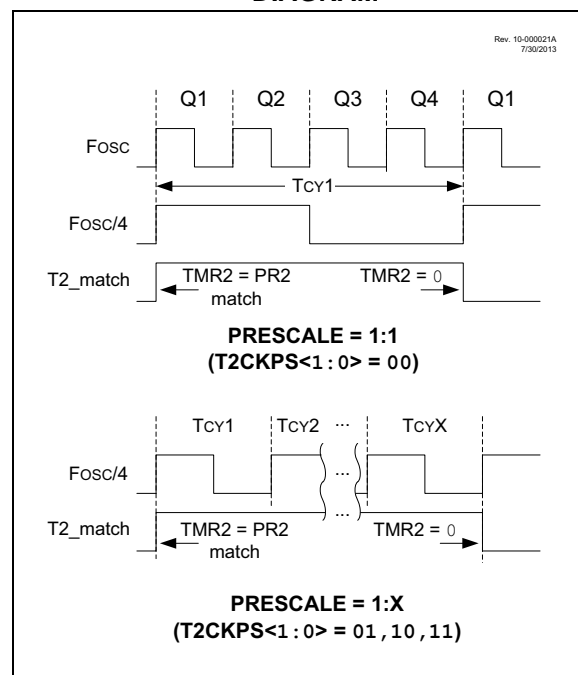 DIAGRAM
Rev. 10-000021A
7/30/2013
Q1 Q2 Q3 Q4 Q1
FOSC
TCY1
FOSC/4
T2_match
TMR2 = PR2 match
TMR2 = 0
PRESCALE = 1:1
(T2CKPS<1:0> = 00)
TCY1 TCY2 ... TCYX
FOSC/4
...
T2_match
...
TMR2 = PR2 match
TMR2 = 0
PRESCALE = 1:X
(T2CKPS<1:0> = 01,10,11)